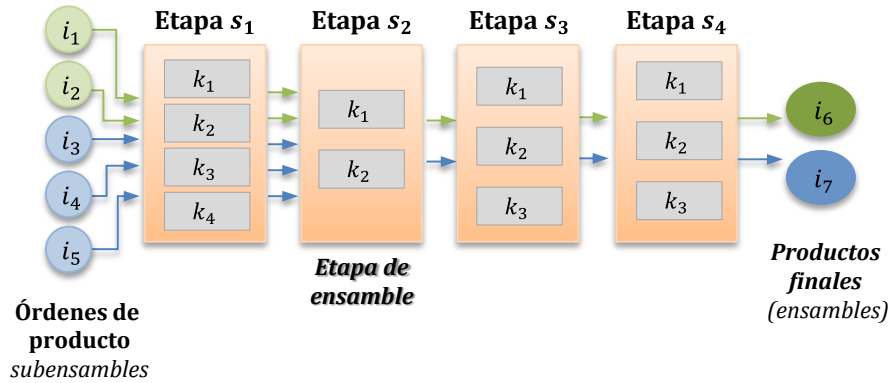 Etapa s₁
Etapa s₂
Etapa s₃
Etapa s₄
i₁
i₂
i₃
i₄
i₅
k₁
k₂
k₃
k₄
k₁
k₂
k₁
k₂
k₃
k₁
k₂
k₃
i₆
i₇
Etapa de
ensamble
Órdenes de
producto
subensambles
Productos
finales
(ensambles)